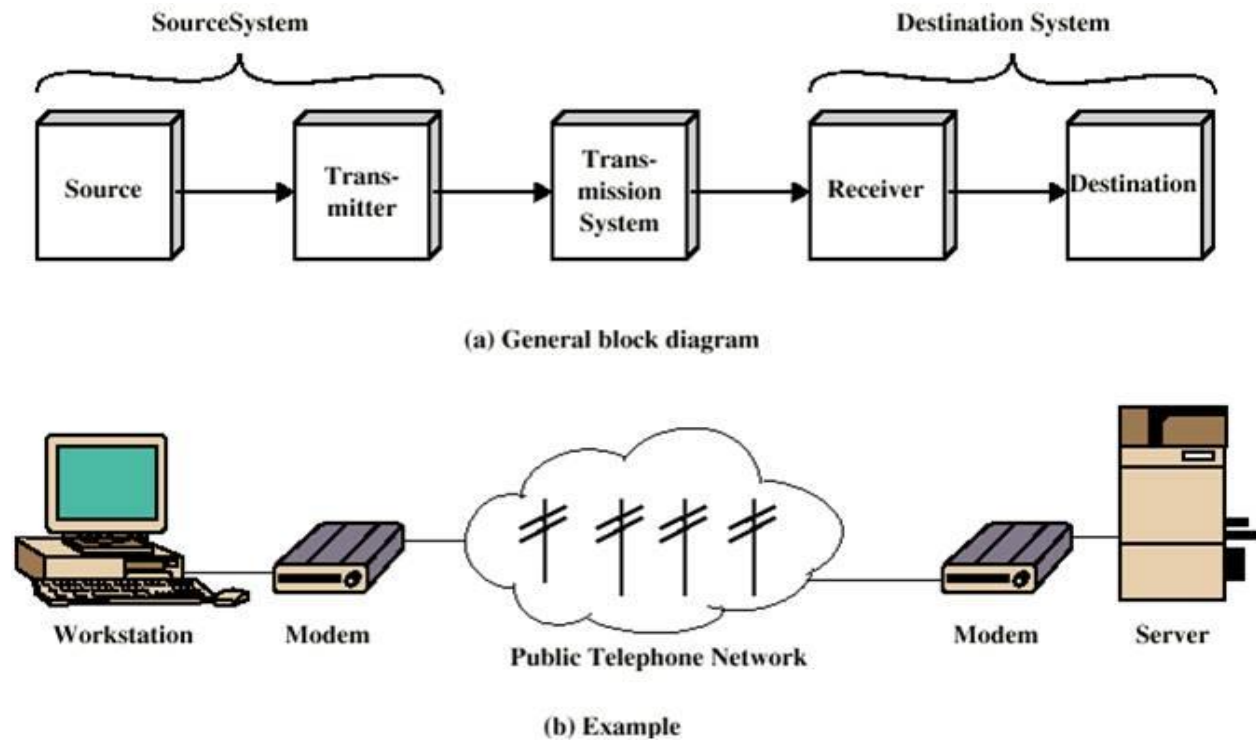 SourceSystem
Destination System
Source
Trans-
mitter
Trans-
mission
System
Receiver
Destination
(a) General block diagram
Workstation
Modem
Public Telephone Network
Modem
Server
(b) Example